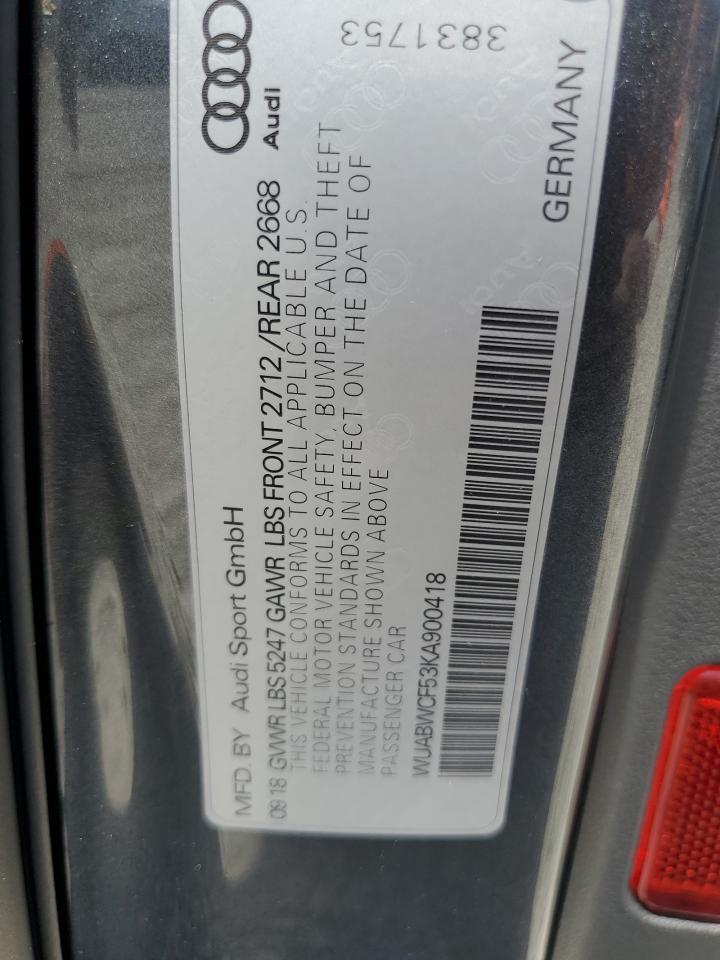 MFD. BY Audi Sport GmbH
Audi
09 18 GVWR LBS 5247 GAWR LBS FRONT 2712 /REAR 2668
THIS VEHICLE CONFORMS TO ALL APPLICABLE U.S.
FEDERAL MOTOR VEHICLE SAFETY, BUMPER AND THEFT
PREVENTION STANDARDS IN EFFECT ON THE DATE OF
MANUFACTURE SHOWN ABOVE
PASSENGER CAR
3831753
WUABWCF53KA900418
GERMANY